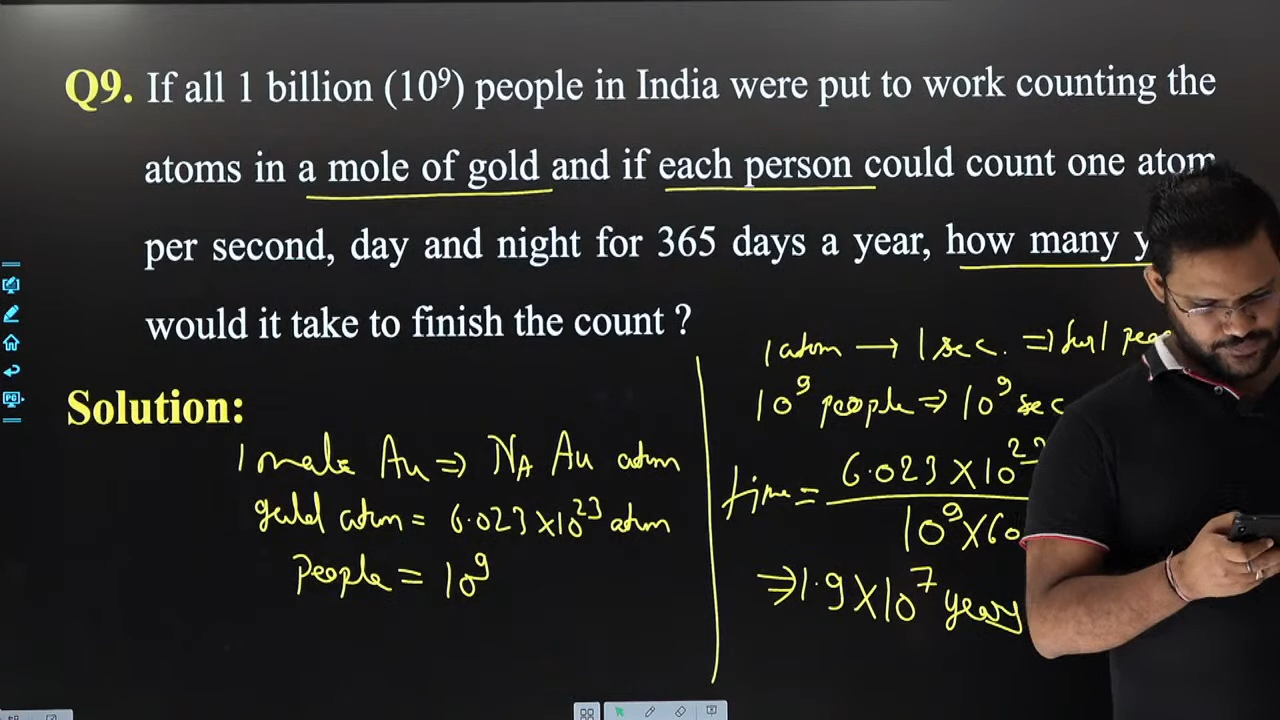 Q9. If all 1 billion (10⁹) people in India were put to work counting the
atoms in a mole of gold and if each person could count one atom
per second, day and night for 365 days a year, how many
would it take to finish the count ?
Solution:
1 mole Au ⇒ N_A Au atom
gold atom = 6.023 × 10²³ atom
People = 10⁹
1 atom → 1 sec. ⇒ for 1
10⁹ people ⇒ 10⁹ sec
time = 6.023 × 10²³
10⁹ × 60
⇒ 1.9 × 10⁷ years